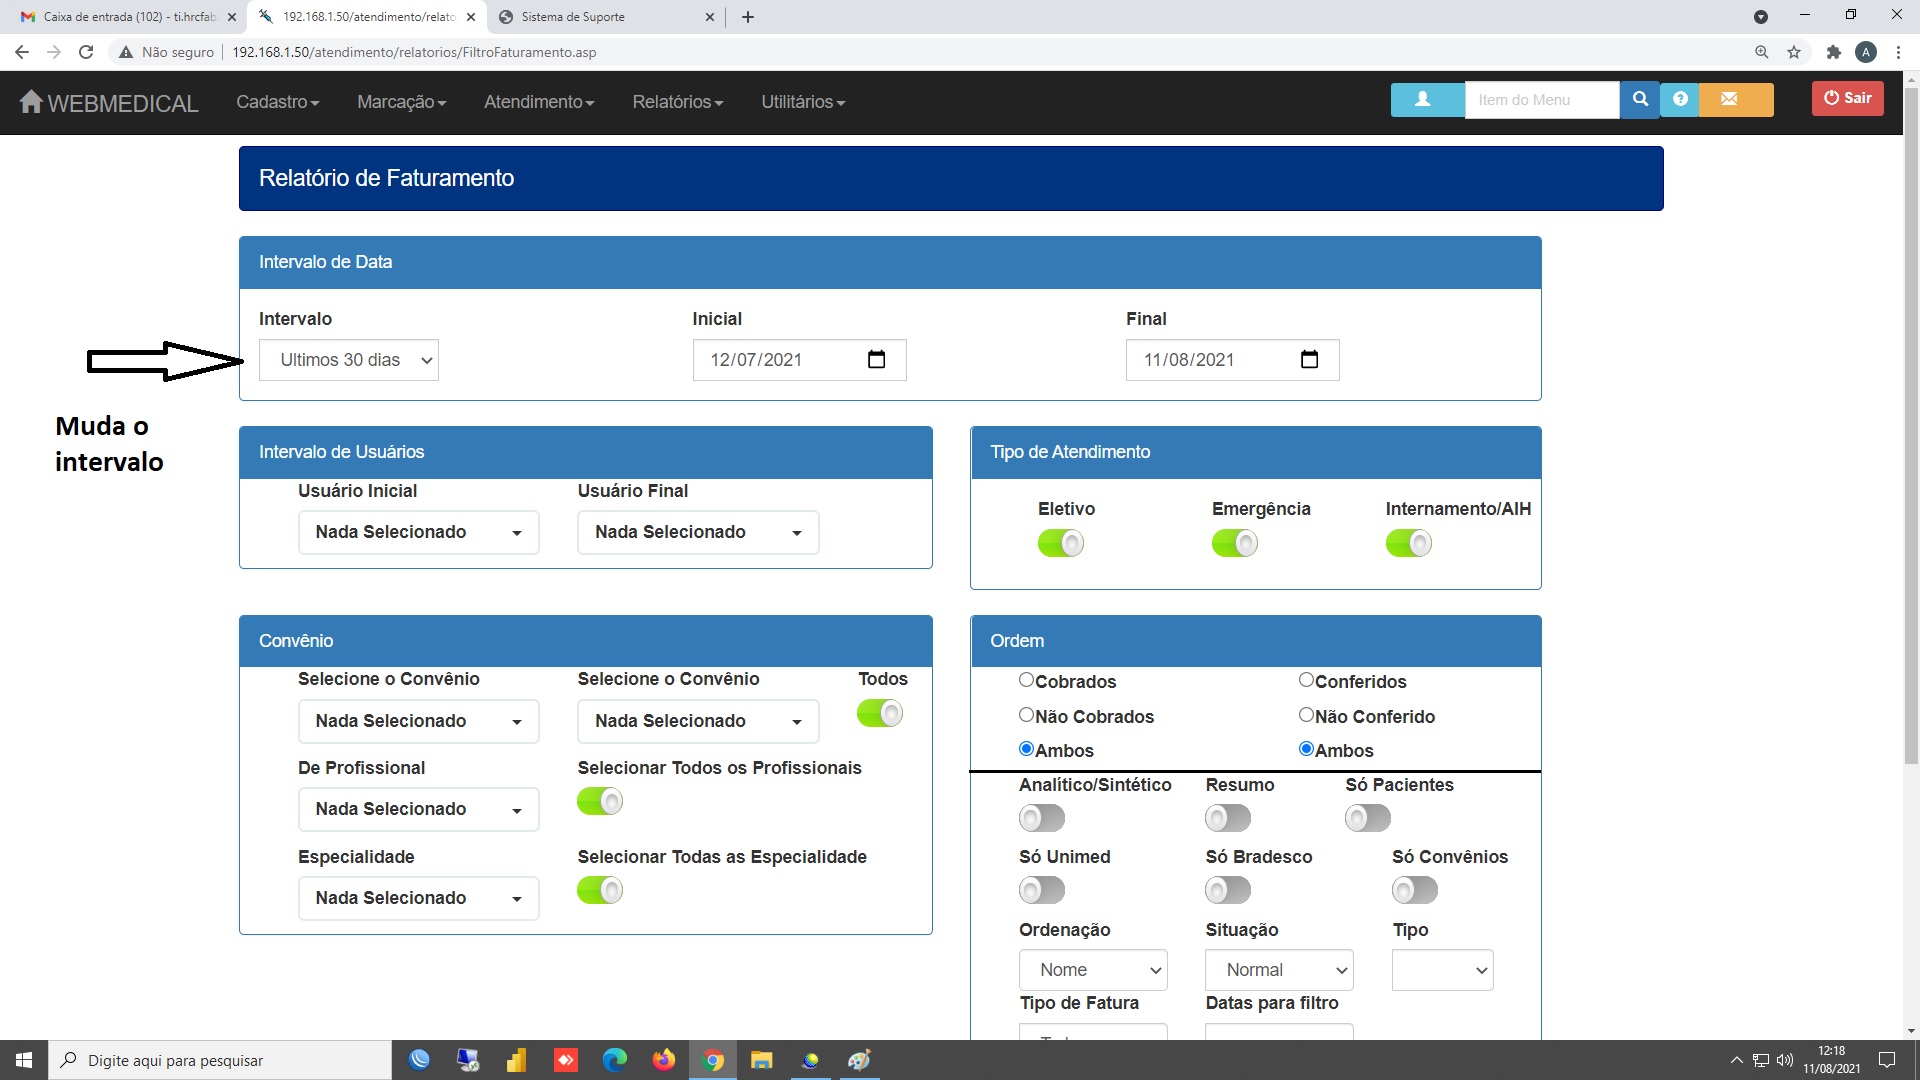 Caixa de entrada (102) - ti.hrcfab
192.168.1.50/atendimento/relato
Sistema de Suporte
Não seguro
192.168.1.50/atendimento/relatorios/FiltroFaturamento.asp
A
WEBMEDICAL
Cadastro
Marcação
Atendimento
Relatórios
Utilitários
Item do Menu
?
Sair
Relatório de Faturamento
Intervalo de Data
Intervalo
Inicial
Final
Ultimos 30 dias
12/07/2021
11/08/2021
Muda o
intervalo
Intervalo de Usuários
Usuário Inicial
Usuário Final
Nada Selecionado
Nada Selecionado
Tipo de Atendimento
Eletivo
Emergência
Internamento/AIH
Convênio
Selecione o Convênio
Selecione o Convênio
Todos
Nada Selecionado
Nada Selecionado
De Profissional
Selecionar Todos os Profissionais
Nada Selecionado
Especialidade
Selecionar Todas as Especialidade
Nada Selecionado
Ordem
Cobrados
Conferidos
Não Cobrados
Não Conferido
Ambos
Ambos
Analítico/Sintético
Resumo
Só Pacientes
Só Unimed
Só Bradesco
Só Convênios
Ordenação
Situação
Tipo
Nome
Normal
Tipo de Fatura
Datas para filtro
Digite aqui para pesquisar
12:18
11/08/2021